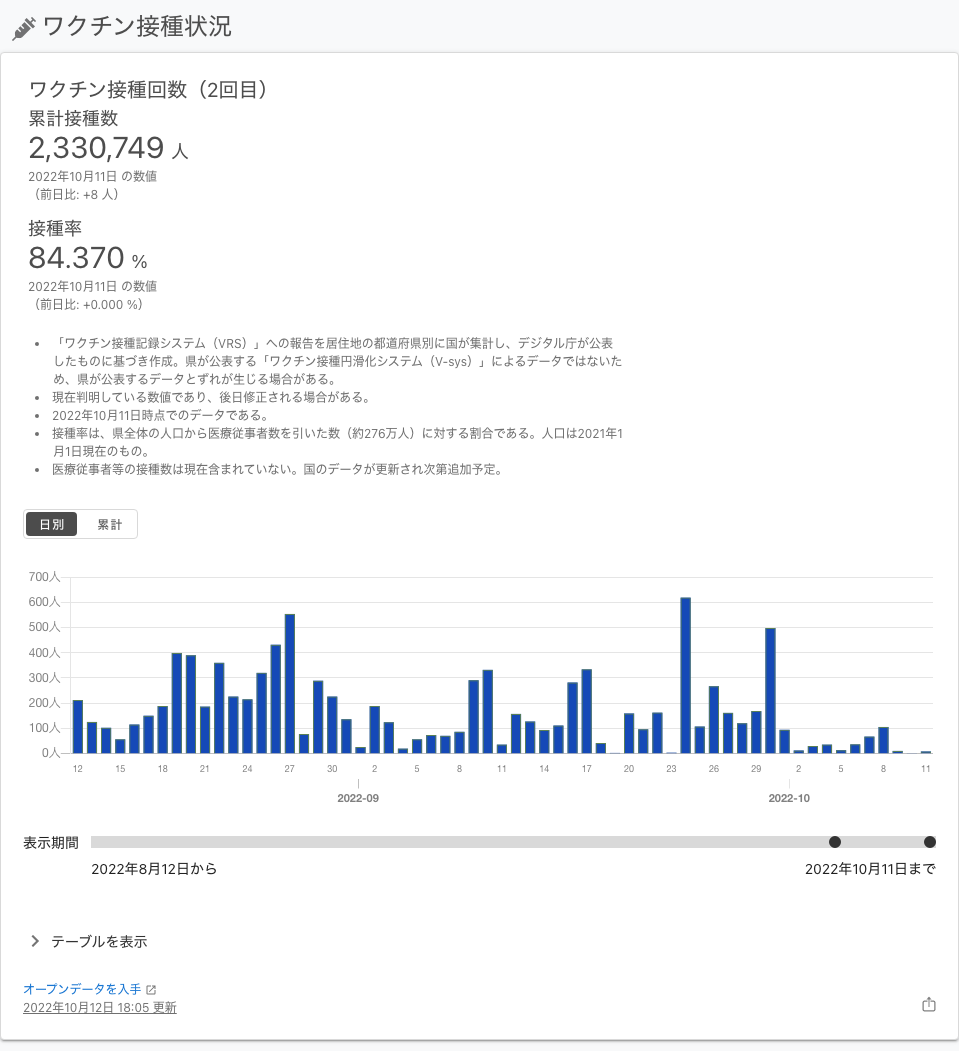 ワクチン接種状況
ワクチン接種回数（2回目）
累計接種数
2,330,749 人
2022年10月11日 の数値
（前日比: +8 人）
接種率
84.370 %
2022年10月11日 の数値
（前日比: +0.000 %）
• 「ワクチン接種記録システム（VRS）」への報告を居住地の都道府県別に国が集計し、デジタル庁が公表
したものに基づき作成。県が公表する「ワクチン接種円滑化システム（V-sys）」によるデータではないた
め、県が公表するデータとずれが生じる場合がある。
• 現在判明している数値であり、後日修正される場合がある。
• 2022年10月11日時点でのデータである。
• 接種率は、県全体の人口から医療従事者数を引いた数（約276万人）に対する割合である。人口は2021年1
月1日現在のもの。
• 医療従事者等の接種数は現在含まれていない。国のデータが更新され次第追加予定。
日別 累計
700人
600人
500人
400人
300人
200人
100人
0人
12 15 18 21 24 27 30 2 5 8 11 14 17 20 23 26 29 2 5 8 11
2022-09 2022-10
表示期間
2022年8月12日から 2022年10月11日まで
テーブルを表示
オープンデータを入手
2022年10月12日 18:05 更新